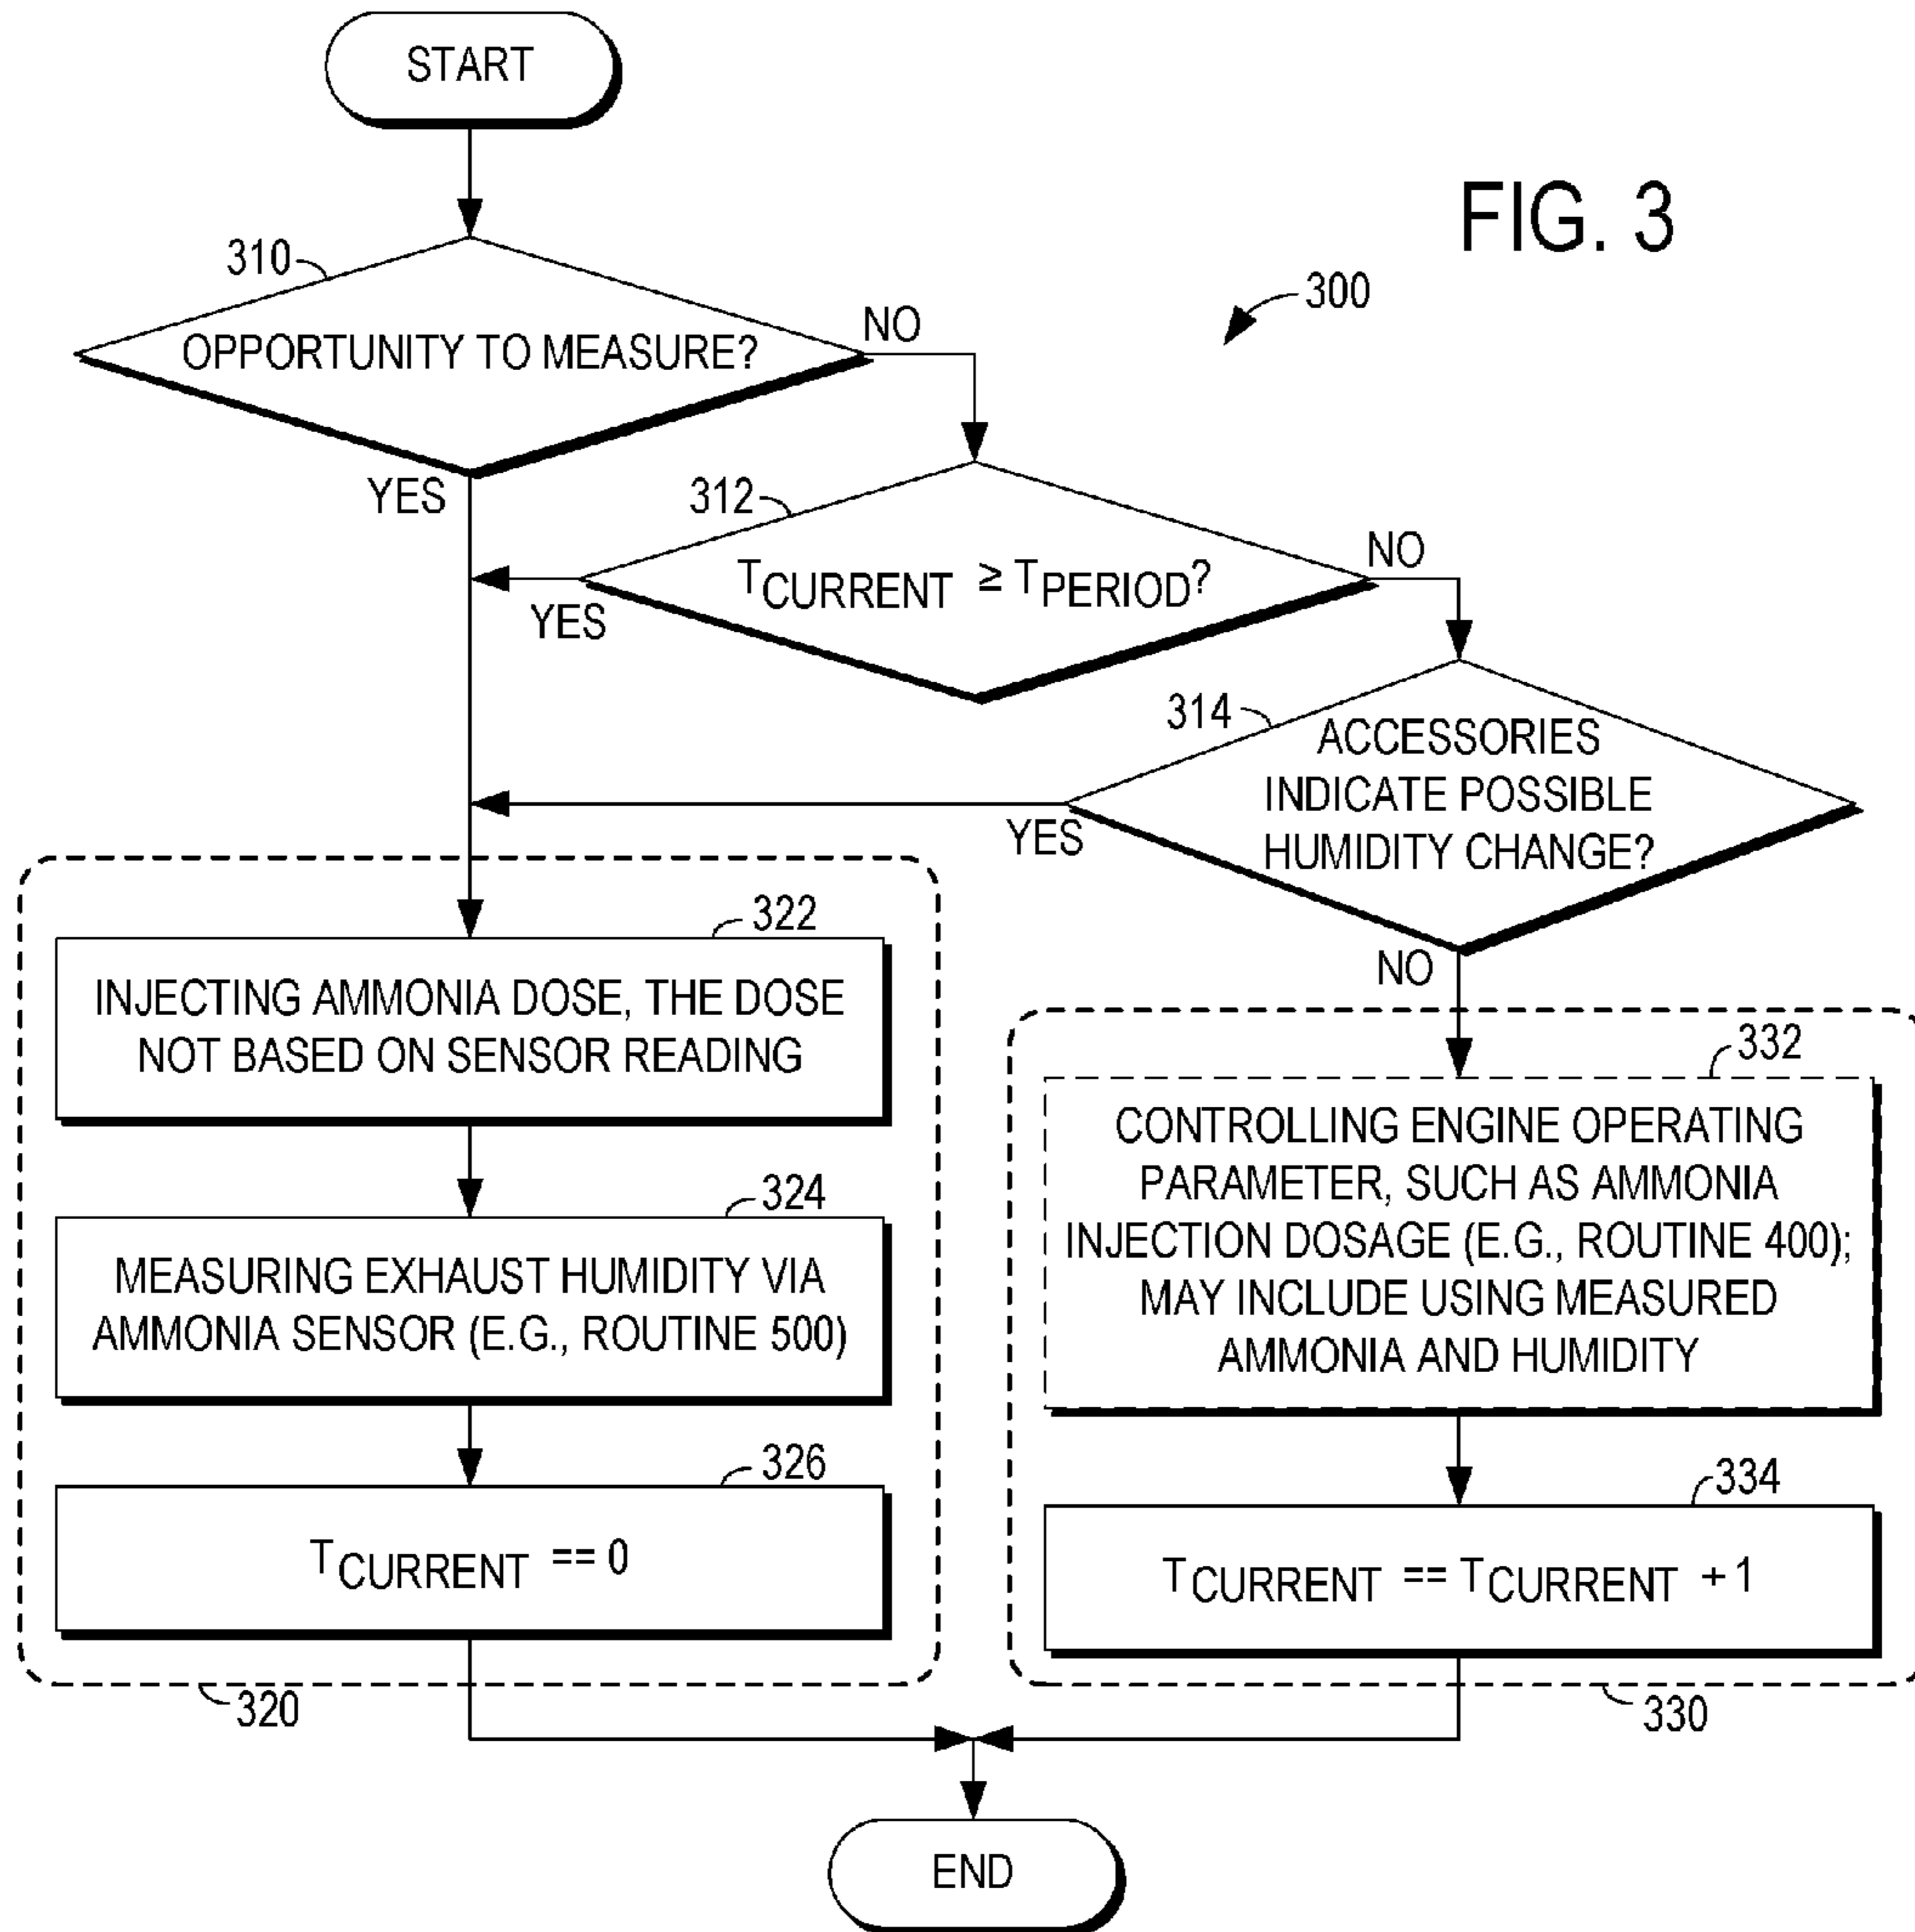 START
FIG. 3
300
310
OPPORTUNITY TO MEASURE?
NO
YES
312
TCURRENT ≥ TPERIOD?
NO
YES
314
ACCESSORIES
INDICATE POSSIBLE
HUMIDITY CHANGE?
YES
NO
322
INJECTING AMMONIA DOSE, THE DOSE
NOT BASED ON SENSOR READING
324
MEASURING EXHAUST HUMIDITY VIA
AMMONIA SENSOR (E.G., ROUTINE 500)
326
TCURRENT == 0
320
332
CONTROLLING ENGINE OPERATING
PARAMETER, SUCH AS AMMONIA
INJECTION DOSAGE (E.G., ROUTINE 400);
MAY INCLUDE USING MEASURED
AMMONIA AND HUMIDITY
334
TCURRENT == TCURRENT + 1
330
END